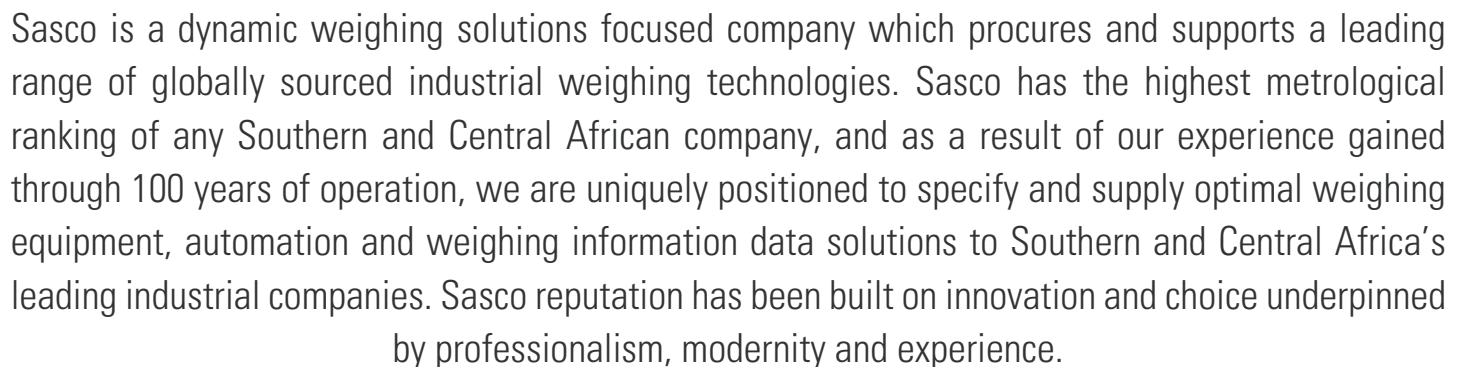 Sasco is a dynamic weighing solutions focused company which procures and supports a leading
range of globally sourced industrial weighing technologies. Sasco has the highest metrological
ranking of any Southern and Central African company, and as a result of our experience gained
through 100 years of operation, we are uniquely positioned to specify and supply optimal weighing
equipment, automation and weighing information data solutions to Southern and Central Africa’s
leading industrial companies. Sasco reputation has been built on innovation and choice underpinned
by professionalism, modernity and experience.